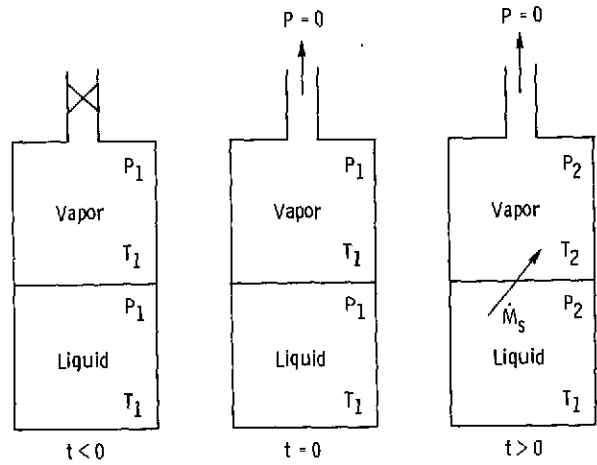 P = 0
P = 0
P₁
Vapor
T₁
P₁
Liquid
T₁
t < 0
P₁
Vapor
T₁
P₁
Liquid
T₁
t = 0
P₂
Vapor
T₂
Ṁₛ
P₂
Liquid
T₁
t > 0